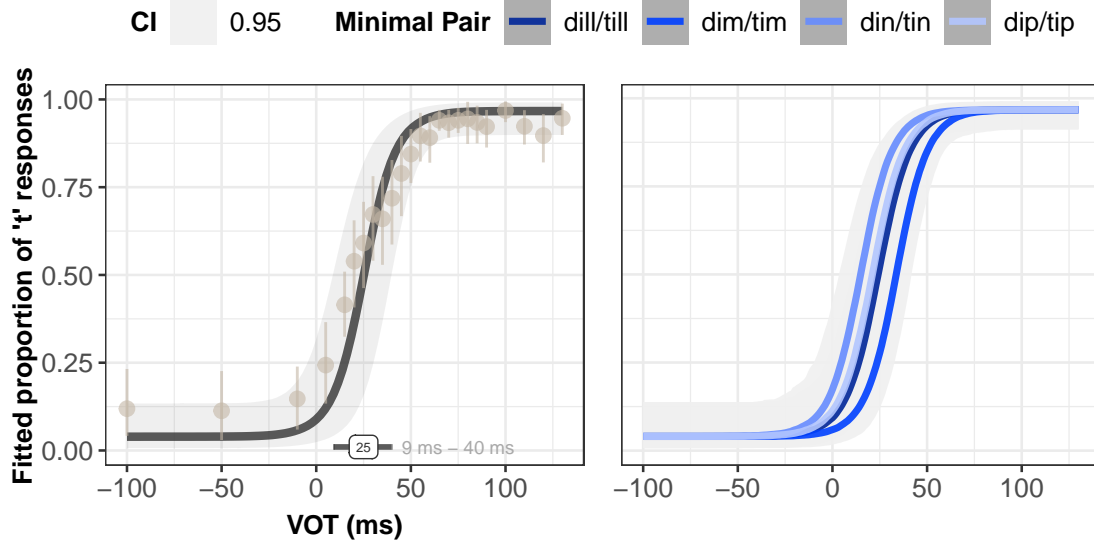 CI 0.95 Minimal Pair dill/till dim/tim din/tin dip/tip
Fitted proportion of 't' responses
1.00
0.75
0.50
0.25
0.00
25 9 ms – 40 ms
−100 −50 0 50 100
−100 −50 0 50 100
VOT (ms)